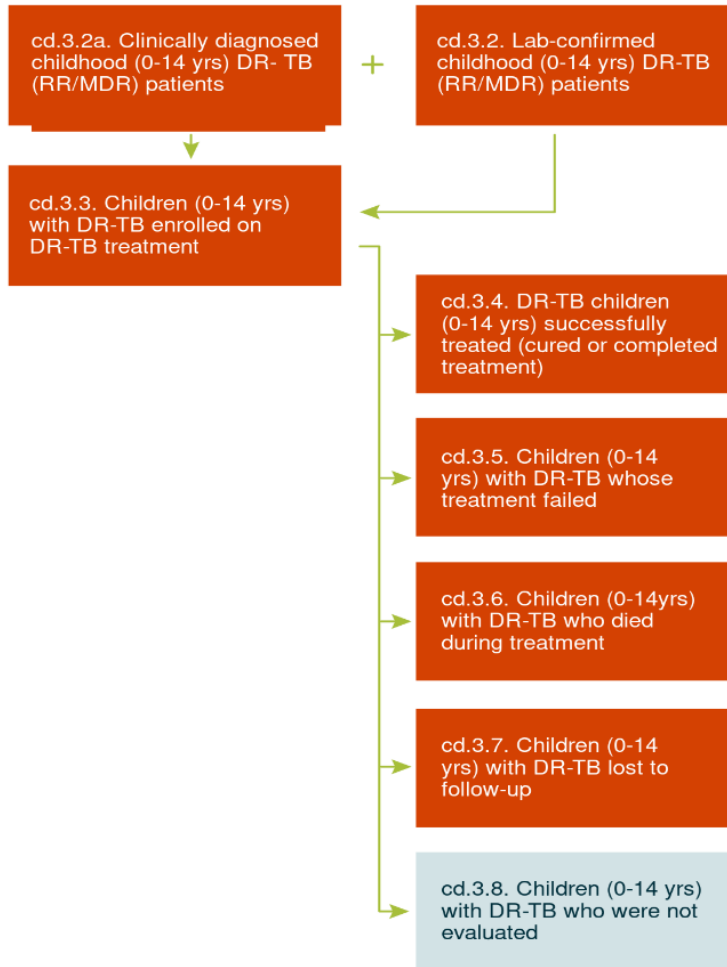 cd.3.2a. Clinically diagnosed
childhood (0-14 yrs) DR- TB
(RR/MDR) patients
+
cd.3.2. Lab-confirmed
childhood (0-14 yrs) DR-TB
(RR/MDR) patients
cd.3.3. Children (0-14 yrs)
with DR-TB enrolled on
DR-TB treatment
cd.3.4. DR-TB children
(0-14 yrs) successfully
treated (cured or completed
treatment)
cd.3.5. Children (0-14
yrs) with DR-TB whose
treatment failed
cd.3.6. Children (0-14yrs)
with DR-TB who died
during treatment
cd.3.7. Children (0-14
yrs) with DR-TB lost to
follow-up
cd.3.8. Children (0-14 yrs)
with DR-TB who were not
evaluated